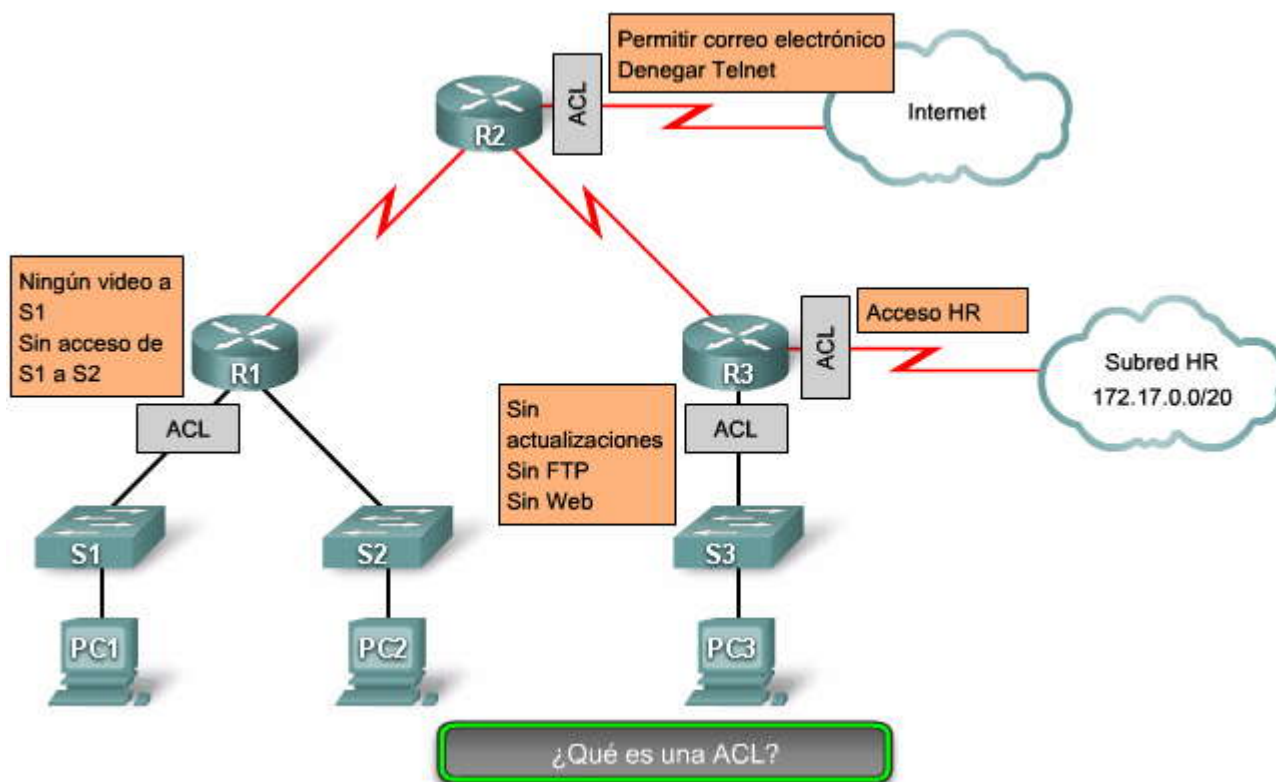 Permitir correo electrónico
Denegar Telnet
ACL
Internet
R2
Ningún video a
S1
Sin acceso de
S1 a S2
R1
ACL
Acceso HR
ACL
R3
Subred HR
172.17.0.0/20
Sin
actualizaciones
Sin FTP
Sin Web
ACL
S1
S2
S3
PC1
PC2
PC3
¿Qué es una ACL?